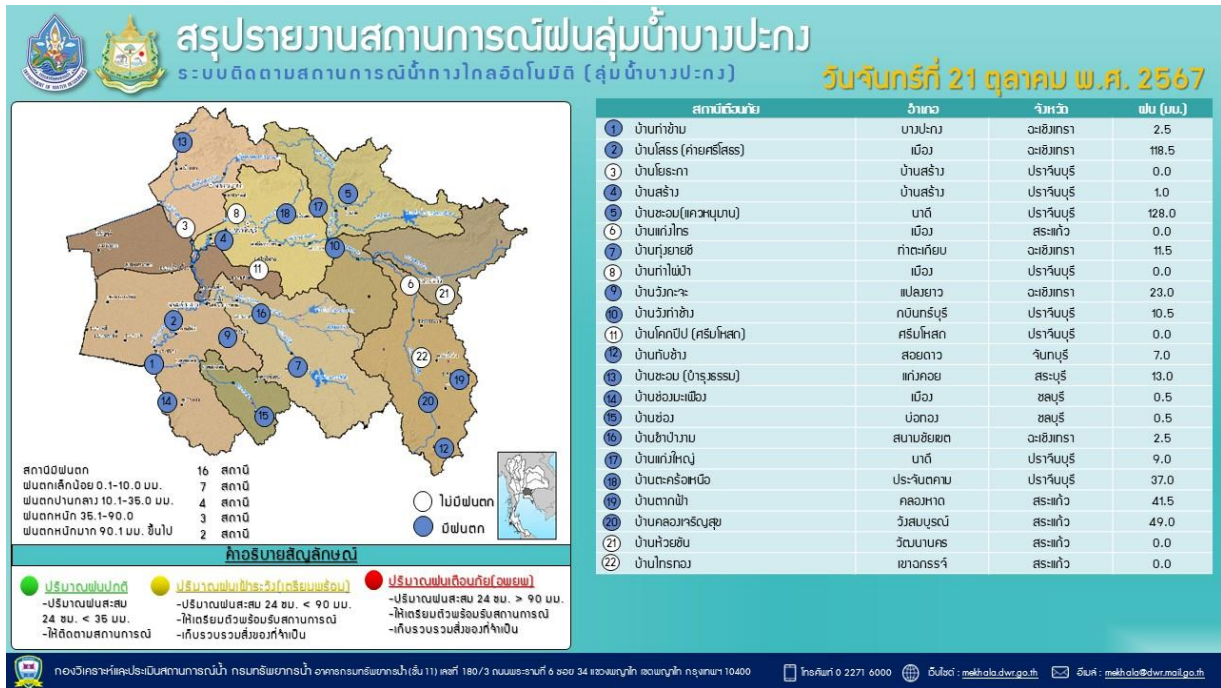 สรุปรายงานสถานการณ์ฝนลุ่มน้ำบางปะกง
ระบบติดตามสถานการณ์น้ำทางไกลอัตโนมัติ (ลุ่มน้ำบางปะกง)
วันจันทร์ที่ 21 ตุลาคม พ.ศ. 2567
สถานีเตือนภัย อำเภอ จังหวัด ฝน (มม.)
1 บ้านท่าข้าม บางปะกง ฉะเชิงเทรา 2.5
2 บ้านโสธร (ค่ายศรีโสธร) เมือง ฉะเชิงเทรา 118.5
3 บ้านโยธะกา บ้านสร้าง ปราจีนบุรี 0.0
4 บ้านสร้าง บ้านสร้าง ปราจีนบุรี 1.0
5 บ้านชะอม(แควหนุมาน) นาดี ปราจีนบุรี 128.0
6 บ้านแก่งไทร เมือง สระแก้ว 0.0
7 บ้านทุ่งยายชี ท่าตะเกียบ ฉะเชิงเทรา 11.5
8 บ้านท่าไผ่ป่า เมือง ปราจีนบุรี 0.0
9 บ้านวังกะจะ แปลงยาว ฉะเชิงเทรา 23.0
10 บ้านวังท่าช้าง กบินทร์บุรี ปราจีนบุรี 10.5
11 บ้านโคกปีป (ศรีมโหสถ) ศรีมโหสถ ปราจีนบุรี 0.0
12 บ้านทับช้าง สอยดาว จันทบุรี 7.0
13 บ้านชะอม (บำรุงธรรม) แก่งคอย สระบุรี 13.0
14 บ้านช่องมะเฟือง เมือง ชลบุรี 0.5
15 บ้านช่อง บ่อทอง ชลบุรี 0.5
16 บ้านชำป่างาม สนามชัยเขต ฉะเชิงเทรา 2.5
17 บ้านแก่งใหญ่ นาดี ปราจีนบุรี 9.0
18 บ้านตะคร้อเหนือ ประจันตคาม ปราจีนบุรี 37.0
19 บ้านตากฟ้า คลองหาด สระแก้ว 41.5
20 บ้านคลองเจริญสุข วังสมบูรณ์ สระแก้ว 49.0
21 บ้านห้วยชัน วัฒนานคร สระแก้ว 0.0
22 บ้านไทรทอง เขาฉกรรจ์ สระแก้ว 0.0
สถานีมีฝนตก 16 สถานี
ฝนตกเล็กน้อย 0.1-10.0 มม. 7 สถานี
ฝนตกปานกลาง 10.1-35.0 มม. 4 สถานี
ฝนตกหนัก 35.1-90.0 3 สถานี
ฝนตกหนักมาก 90.1 มม. ขึ้นไป 2 สถานี
ไม่มีฝนตก
มีฝนตก
คำอธิบายสัญลักษณ์
ปริมาณฝนปกติ
-ปริมาณฝนสะสม
24 ชม. < 35 มม.
-ให้ติดตามสถานการณ์
ปริมาณฝนเฝ้าระวัง(เตรียมพร้อม)
-ปริมาณฝนสะสม 24 ชม. < 90 มม.
-ให้เตรียมตัวพร้อมรับสถานการณ์
-เก็บรวบรวมสิ่งของที่จำเป็น
ปริมาณฝนเตือนภัย(อพยพ)
-ปริมาณฝนสะสม 24 ชม. > 90 มม.
-ให้เตรียมตัวพร้อมรับสถานการณ์
-เก็บรวบรวมสิ่งของที่จำเป็น
กองวิเคราะห์และประเมินสถานการณ์น้ำ กรมทรัพยากรน้ำ อาคารกรมทรัพยากรน้ำ(ชั้น 11) เลขที่ 180/3 ถนนพระรามที่ 6 ซอย 34 แขวงพญาไท เขตพญาไท กรุงเทพฯ 10400 โทรศัพท์ 0 2271 6000 เว็บไซต์ : mekhala.dwr.go.th อีเมล์ : mekhala@dwr.mail.go.th